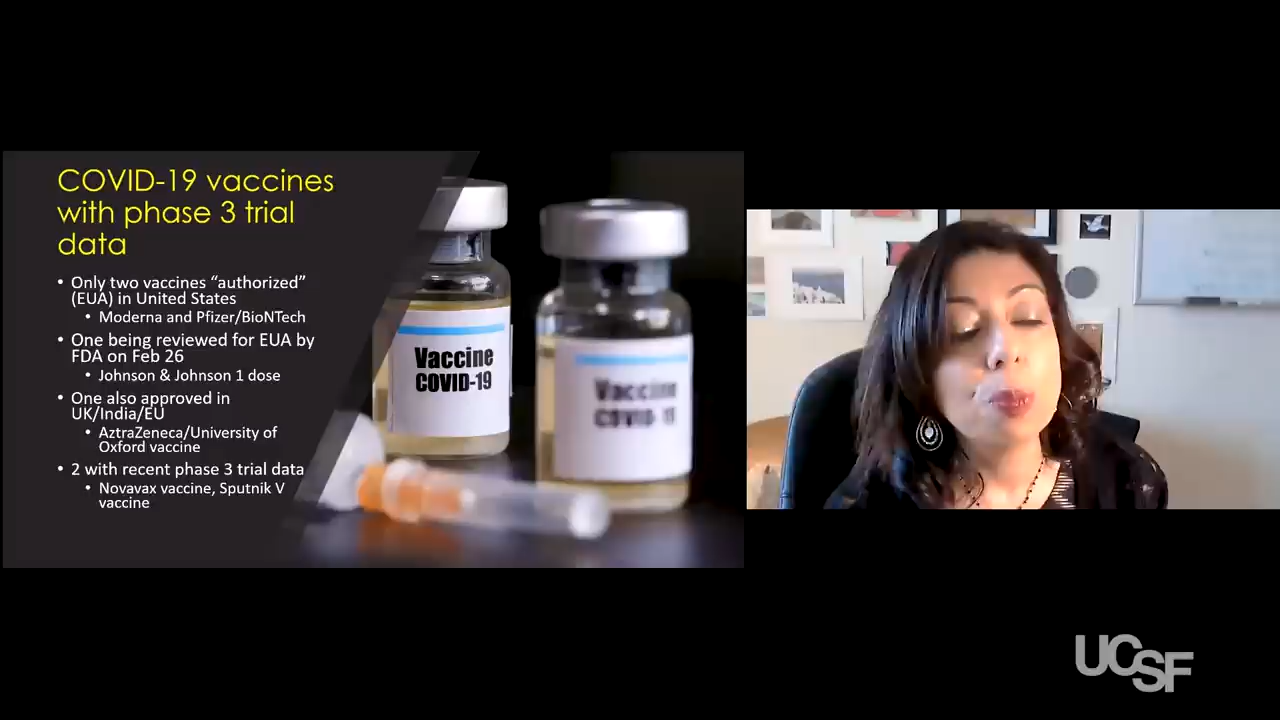 COVID-19 vaccines
with phase 3 trial
data
• Only two vaccines “authorized”
(EUA) in United States
• Moderna and Pfizer/BioNTech
• One being reviewed for EUA by
FDA on Feb 26
• Johnson & Johnson 1 dose
• One also approved in
UK/India/EU
• AztraZeneca/University of
Oxford vaccine
• 2 with recent phase 3 trial data
• Novavax vaccine, Sputnik V
vaccine
Vaccine
COVID-19
Vaccine
COVID-19
UCSF